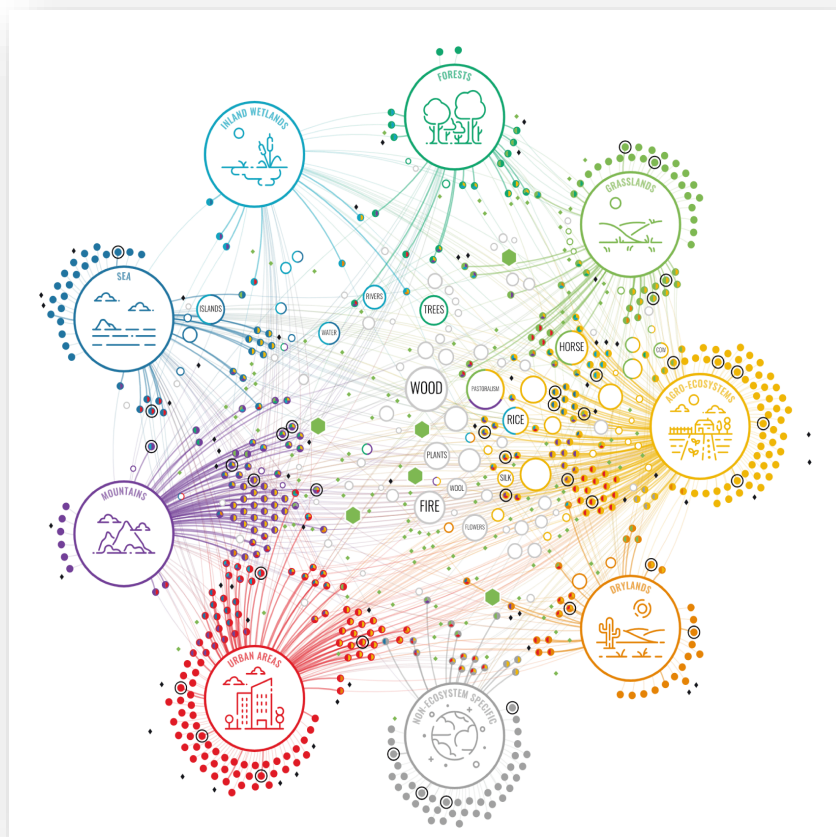 FORESTS
INLAND WETLANDS
GRASSLANDS
SEA
ISLANDS
RIVERS
TREES
WATER
HORSE
COW
AGRO-ECOSYSTEMS
WOOD
PASTORALISM
RICE
PLANTS
SILK
WOOL
MOUNTAINS
FIRE
FLOWERS
DRYLANDS
URBAN AREAS
NON-ECOSYSTEM SPECIFIC